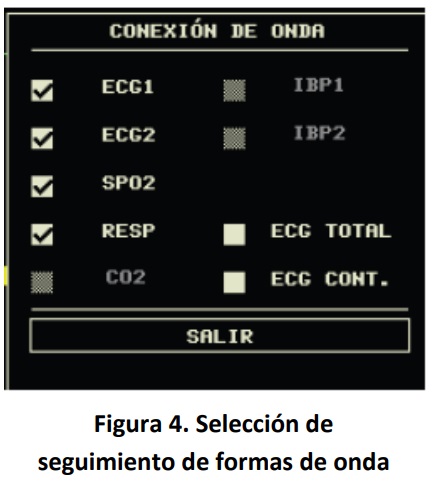 CONEXIÓN DE ONDA
ECG1 IBP1
ECG2 IBP2
SPO2
RESP ECG TOTAL
CO2 ECG CONT.
SALIR
Figura 4. Selección de
seguimiento de formas de onda